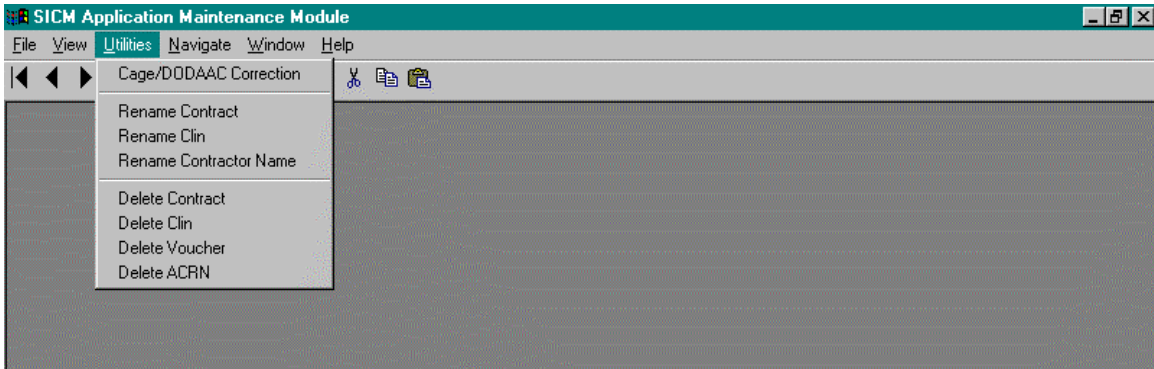 SICM Application Maintenance Module
File View Utilities Navigate Window Help
Cage/DODAAC Correction
Rename Contract
Rename Clin
Rename Contractor Name
Delete Contract
Delete Clin
Delete Voucher
Delete ACRN